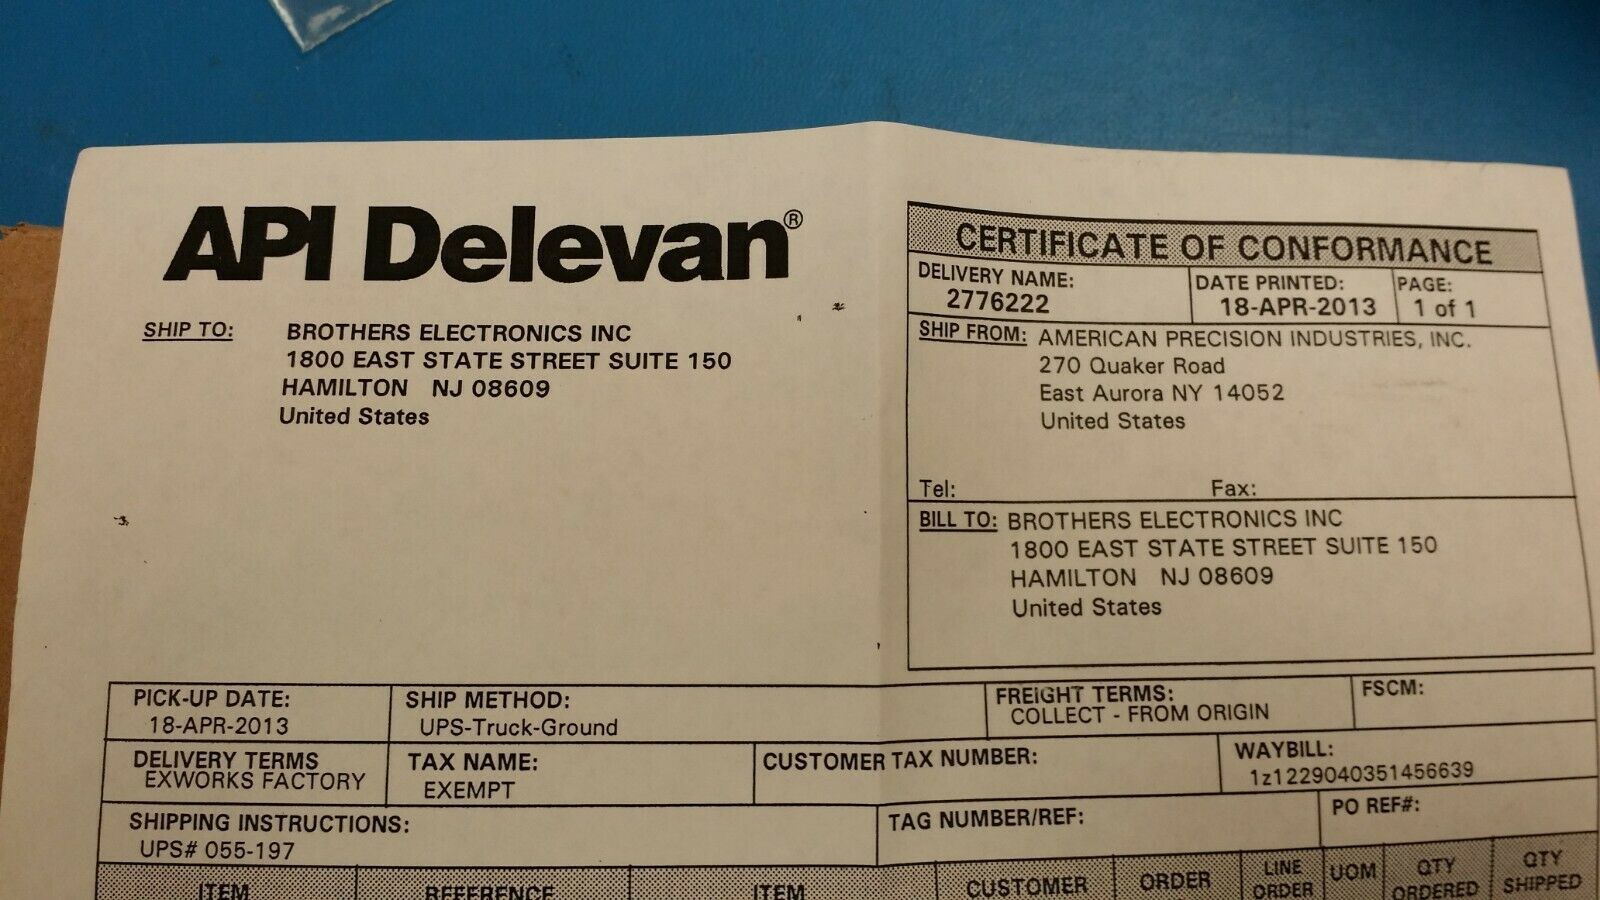 API Delevan®
CERTIFICATE OF CONFORMANCE
DELIVERY NAME: DATE PRINTED: PAGE:
2776222 18-APR-2013 1 of 1
SHIP TO: BROTHERS ELECTRONICS INC
1800 EAST STATE STREET SUITE 150
HAMILTON NJ 08609
United States
SHIP FROM: AMERICAN PRECISION INDUSTRIES, INC.
270 Quaker Road
East Aurora NY 14052
United States
Tel: Fax:
BILL TO: BROTHERS ELECTRONICS INC
1800 EAST STATE STREET SUITE 150
HAMILTON NJ 08609
United States
PICK-UP DATE: SHIP METHOD: FREIGHT TERMS: FSCM:
18-APR-2013 UPS-Truck-Ground COLLECT - FROM ORIGIN
DELIVERY TERMS TAX NAME: CUSTOMER TAX NUMBER: WAYBILL:
EXWORKS FACTORY EXEMPT 1z1229040351456639
SHIPPING INSTRUCTIONS: TAG NUMBER/REF: PO REF#:
UPS# 055-197
ITEM REFERENCE ITEM CUSTOMER ORDER LINE UOM QTY QTY
ORDER ORDERED SHIPPED